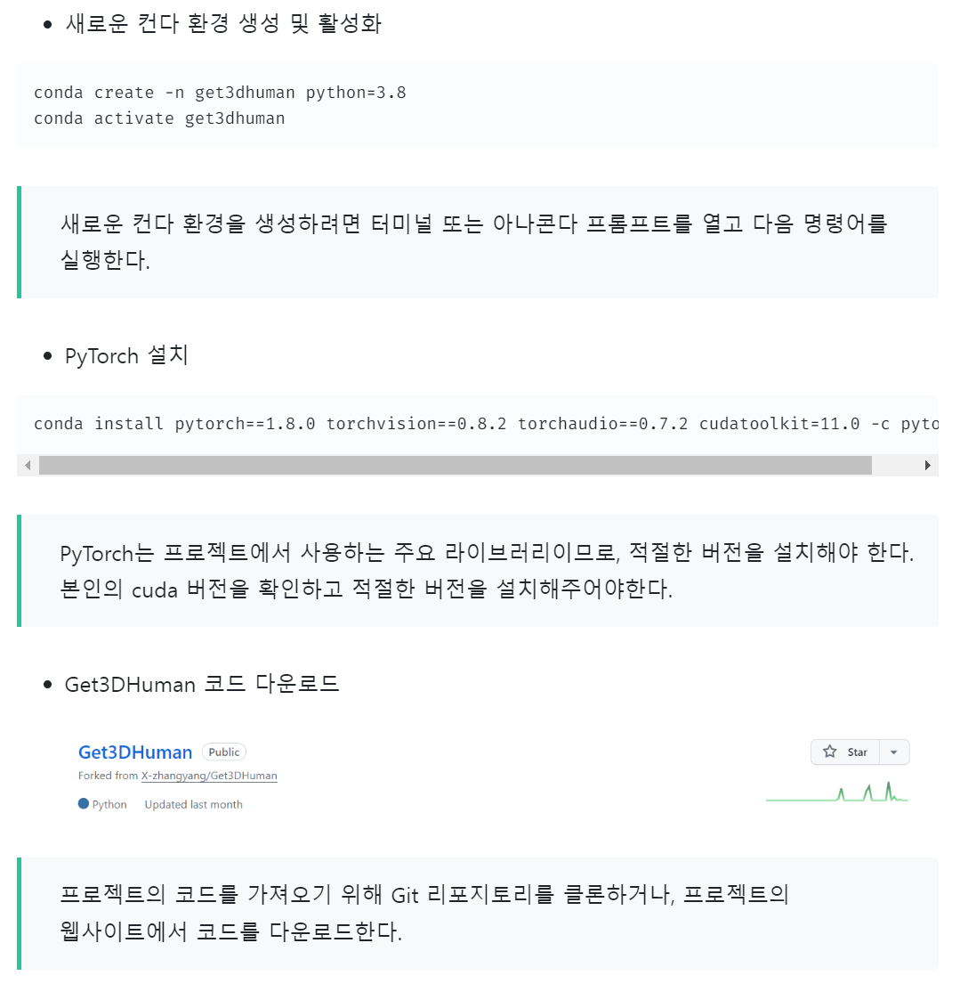 새로운 컨다 환경 생성 및 활성화
conda create -n get3dhuman python=3.8
conda activate get3dhuman
새로운 컨다 환경을 생성하려면 터미널 또는 아나콘다 프롬프트를 열고 다음 명령어를
실행한다.
PyTorch 설치
conda install pytorch==1.8.0 torchvision==0.8.2 torchaudio==0.7.2 cudatoolkit=11.0 -c pyto
PyTorch는 프로젝트에서 사용하는 주요 라이브러리이므로, 적절한 버전을 설치해야 한다.
본인의 cuda 버전을 확인하고 적절한 버전을 설치해주어야한다.
Get3DHuman 코드 다운로드
Get3DHuman Public
Star
Forked from X-zhangyang/Get3DHuman
Python Updated last month
프로젝트의 코드를 가져오기 위해 Git 리포지토리를 클론하거나, 프로젝트의
웹사이트에서 코드를 다운로드한다.